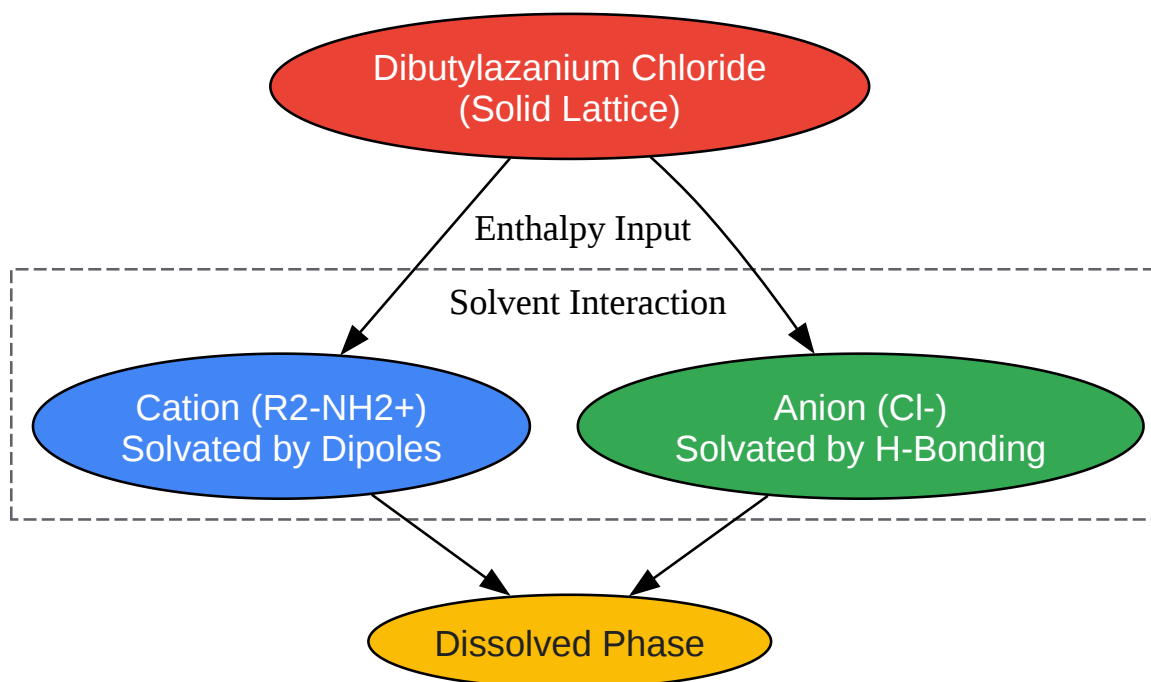 Dibutylazanium Chloride
(Solid Lattice)
Enthalpy Input
Solvent Interaction
Cation (R2-NH2+)
Solvated by Dipoles
Anion (Cl-)
Solvated by H-Bonding
Dissolved Phase